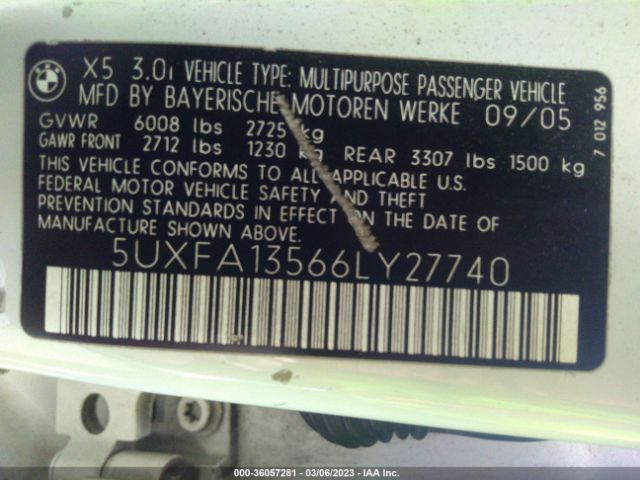 BMW
X5 3.0i VEHICLE TYPE: MULTIPURPOSE PASSENGER VEHICLE
MFD BY BAYERISCHE MOTOREN WERKE 09/05
GVWR 6008 lbs 2725 kg
GAWR FRONT 2712 lbs 1230 kg REAR 3307 lbs 1500 kg
THIS VEHICLE CONFORMS TO ALL APPLICABLE U.S.
FEDERAL MOTOR VEHICLE SAFETY AND THEFT
PREVENTION STANDARDS IN EFFECT ON THE DATE OF
MANUFACTURE SHOWN ABOVE.
5UXFA13566LY27740
7 012 956
000-36057281 - 03/06/2023 - IAA Inc.